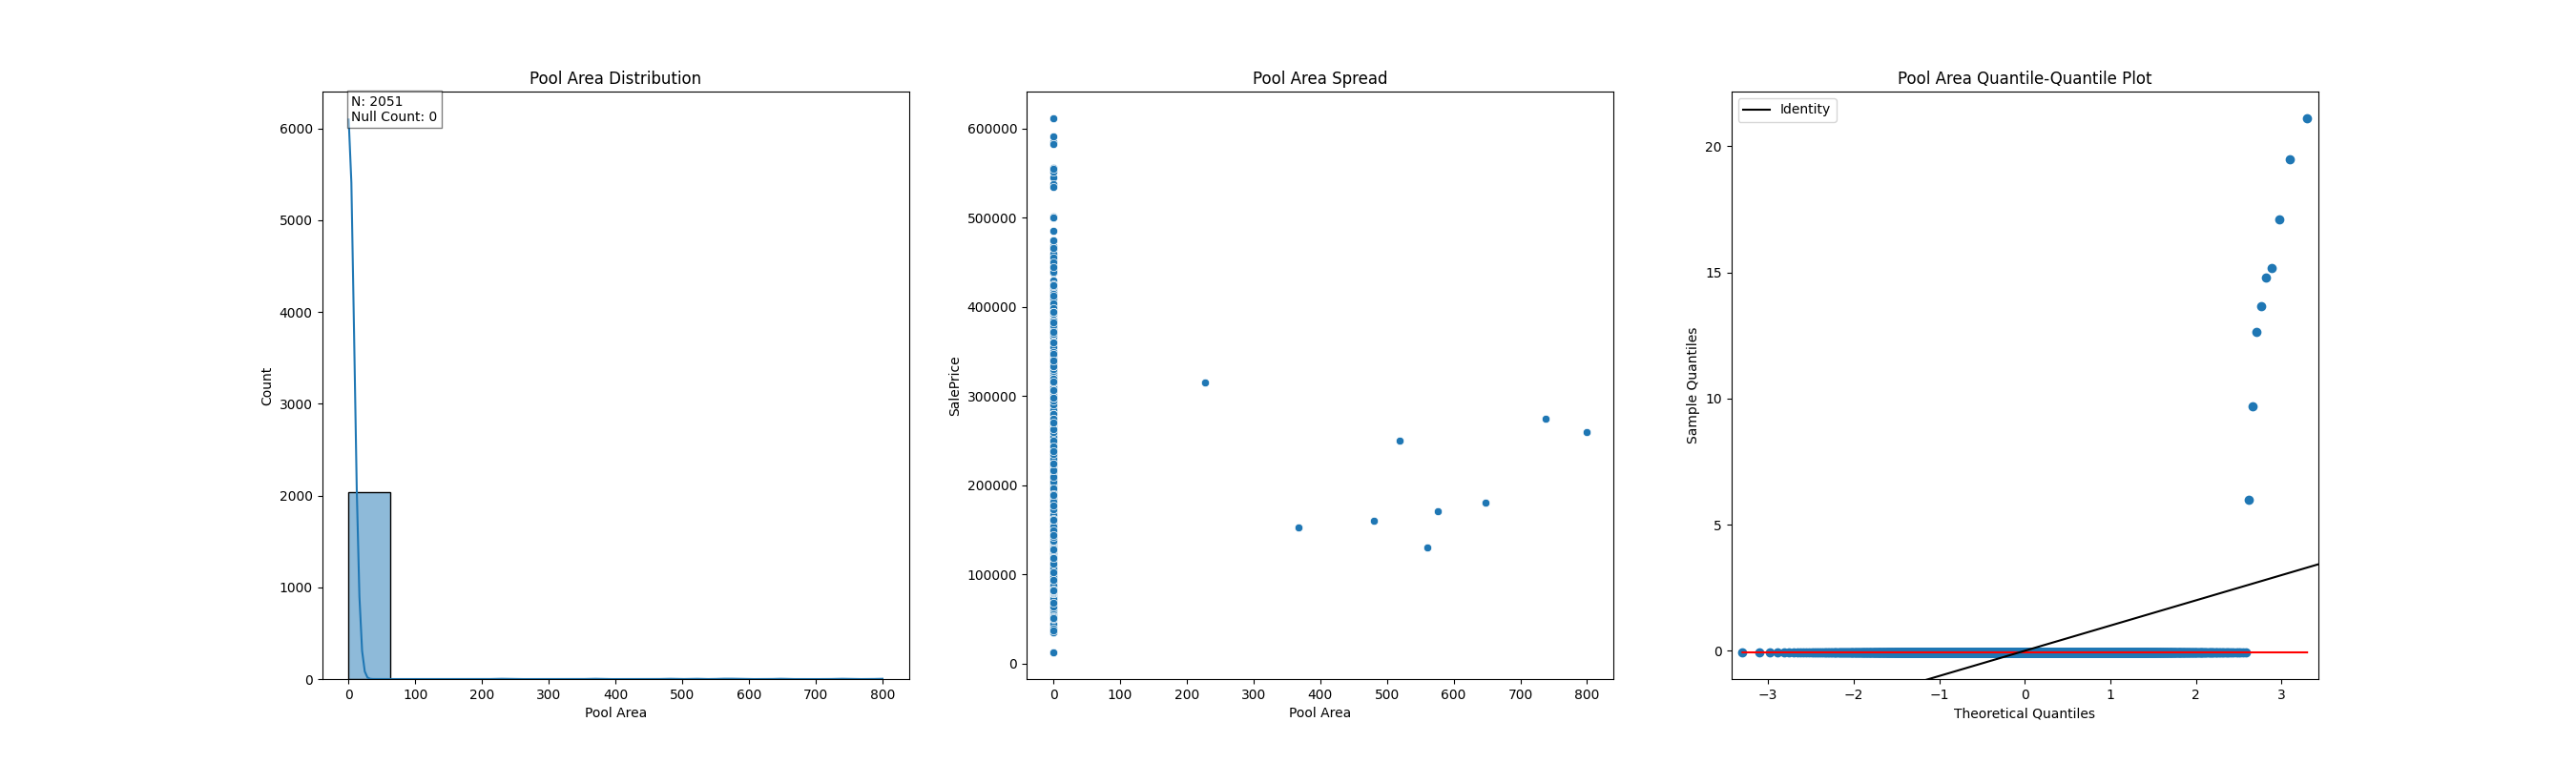 Pool Area Distribution
N: 2051
Null Count: 0
6000
5000
4000
3000
2000
1000
0
Count
0 100 200 300 400 500 600 700 800
Pool Area
Pool Area Spread
600000
500000
400000
300000
200000
100000
0
SalePrice
0 100 200 300 400 500 600 700 800
Pool Area
Pool Area Quantile-Quantile Plot
Identity
20
15
10
5
0
Sample Quantiles
−3 −2 −1 0 1 2 3
Theoretical Quantiles